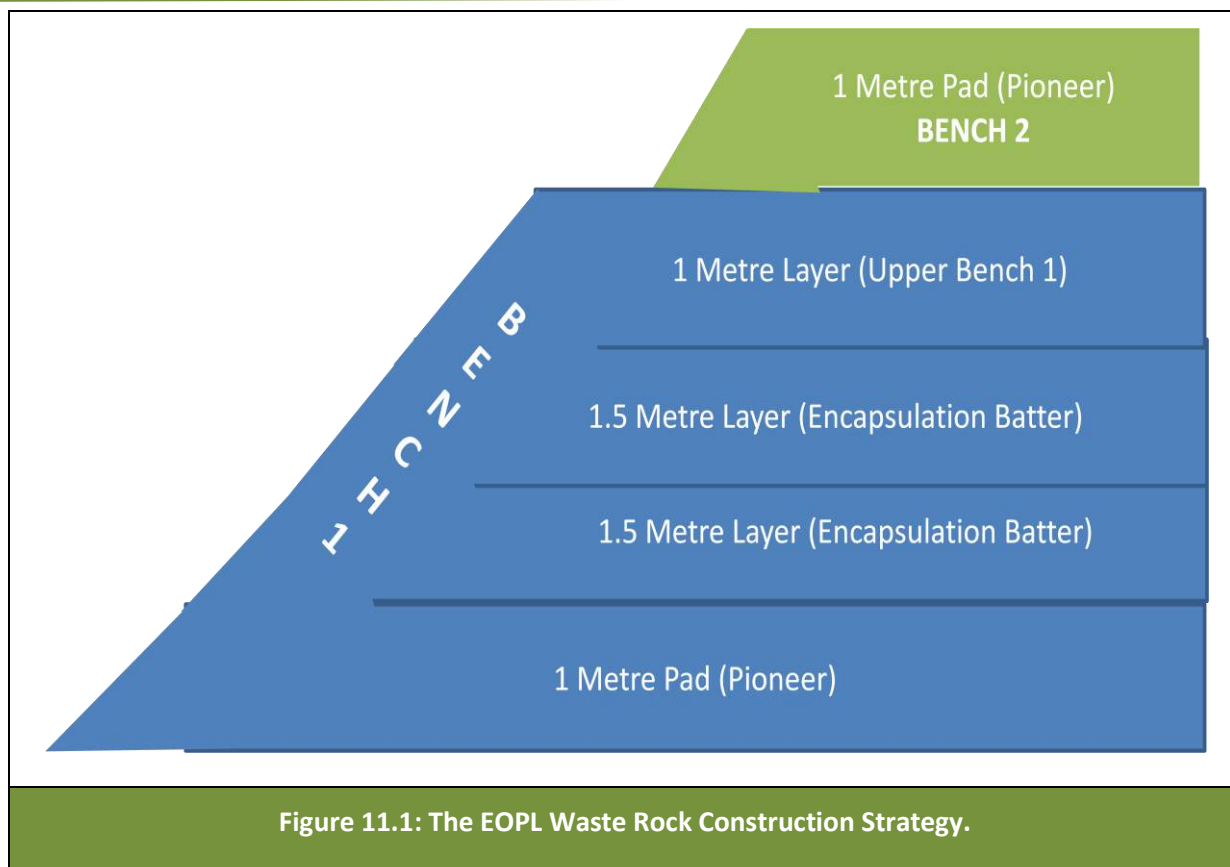 1 Metre Pad (Pioneer)
BENCH 2
1 Metre Layer (Upper Bench 1)
1.5 Metre Layer (Encapsulation Batter)
1.5 Metre Layer (Encapsulation Batter)
1 Metre Pad (Pioneer)
BENCH 1
Figure 11.1: The EOPL Waste Rock Construction Strategy.